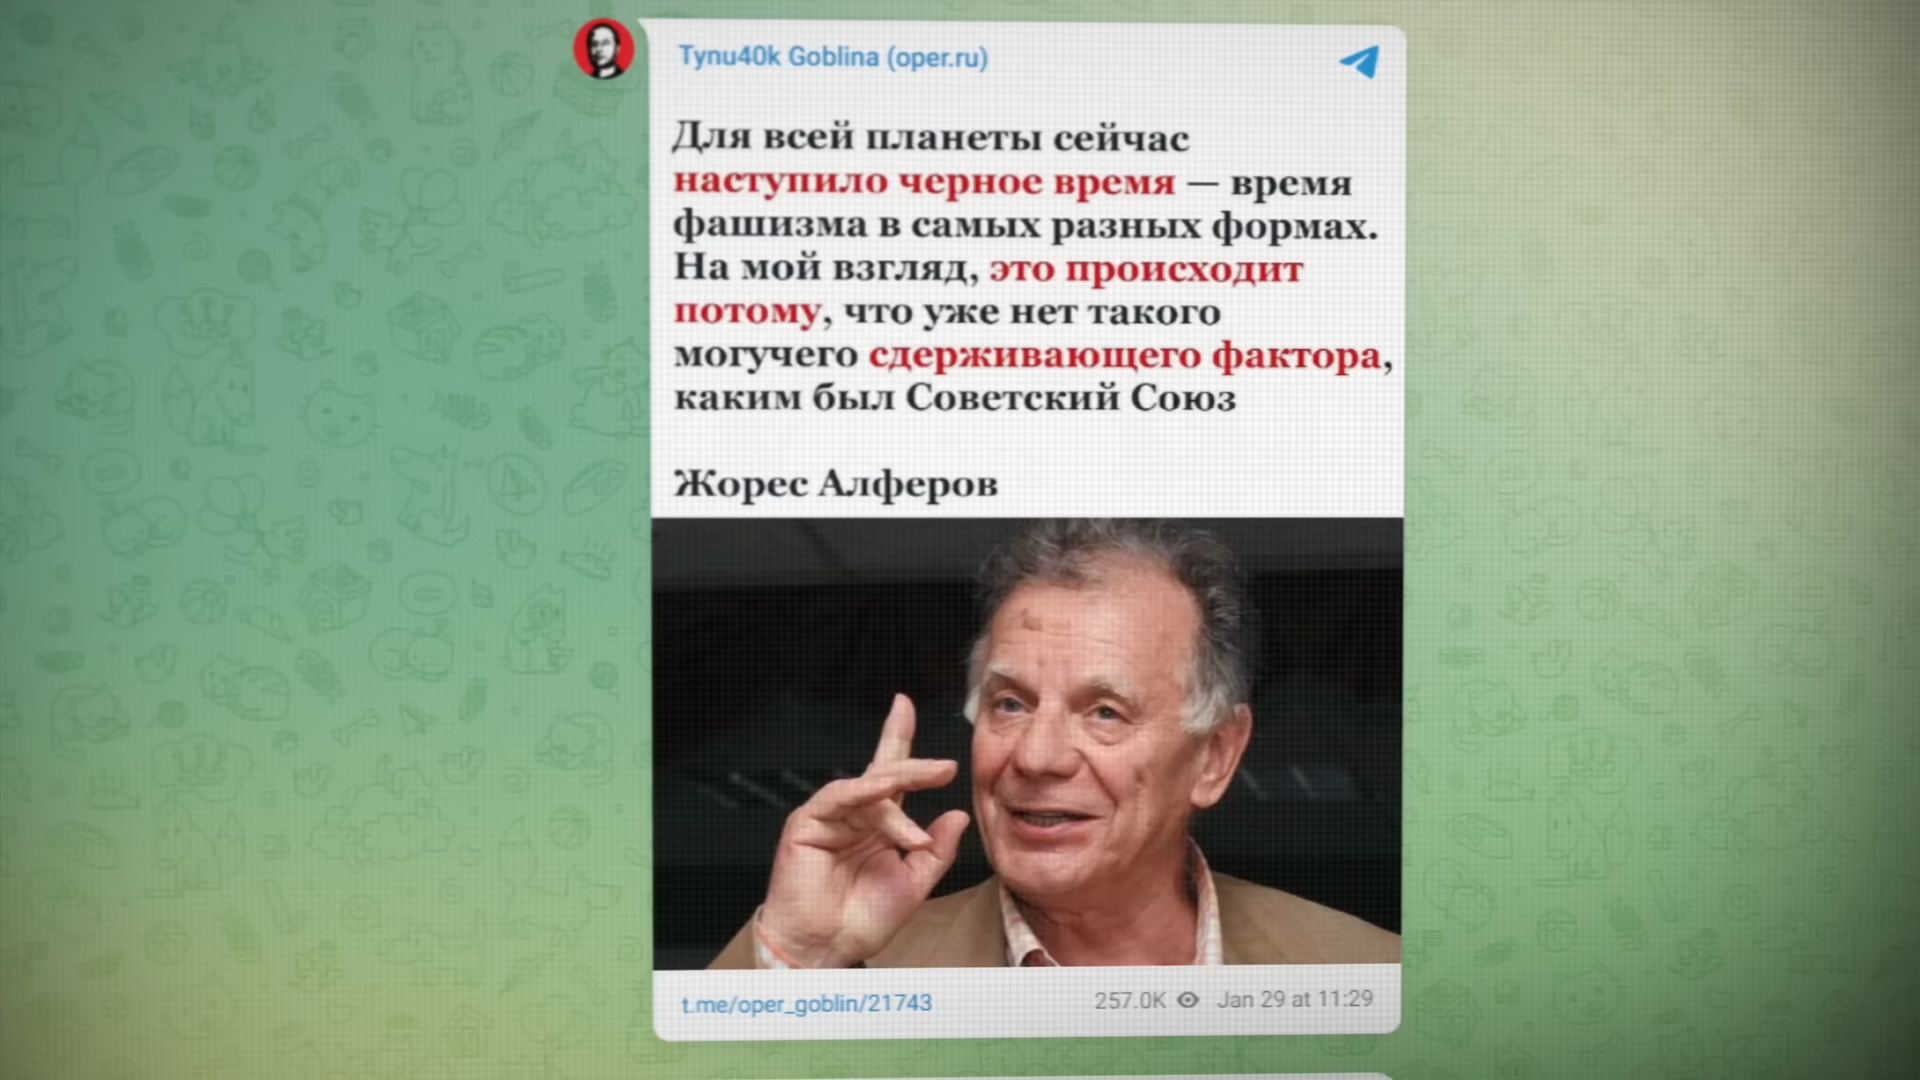 Tynu40k Goblina (oper.ru)
Для всей планеты сейчас
наступило черное время — время
фашизма в самых разных формах.
На мой взгляд, это происходит
потому, что уже нет такого
могучего сдерживающего фактора,
каким был Советский Союз
Жорес Алферов
t.me/oper_goblin/21743
257.0K
Jan 29 at 11:29